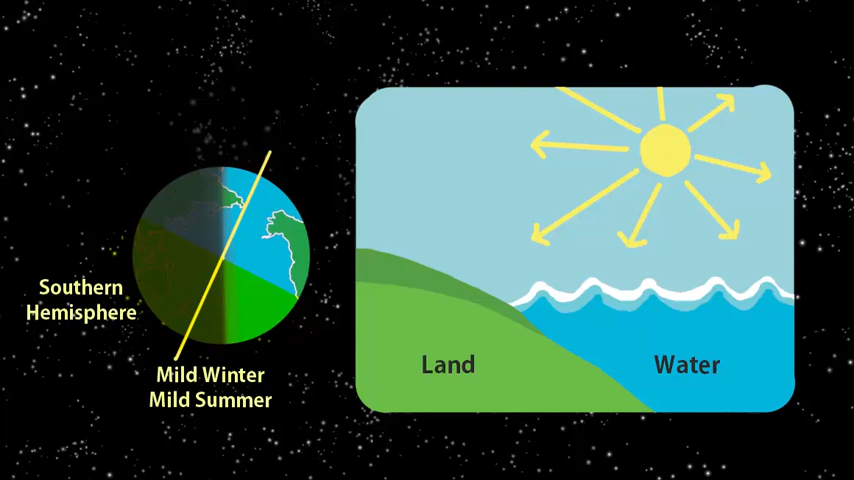 Southern
Hemisphere
Mild Winter
Mild Summer
Land
Water